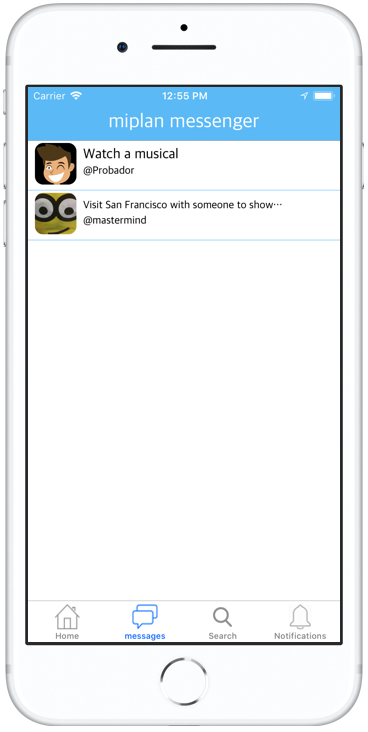 Carrier 12:55 PM
miplan messenger
Watch a musical
@Probador
Visit San Francisco with someone to show…
@mastermind
Home messages Search Notifications